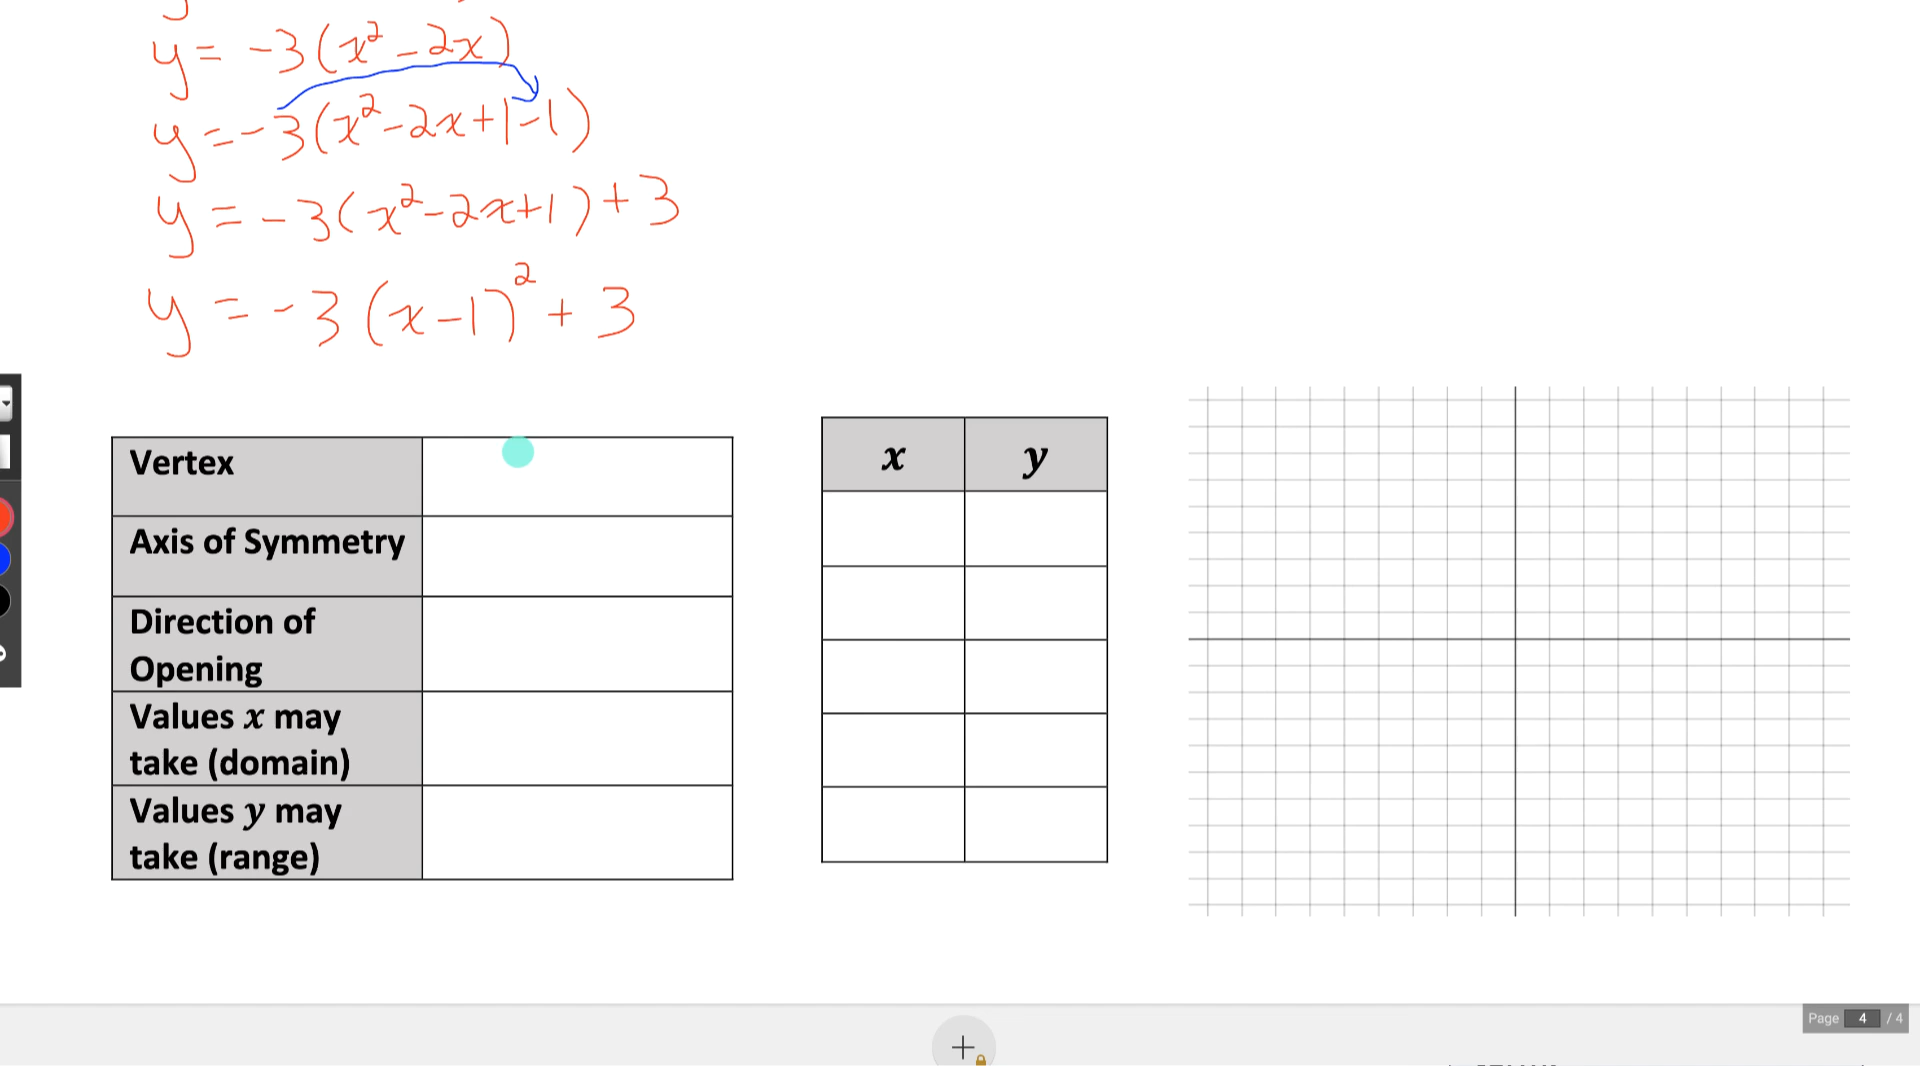 y = -3(x² - 2x)
y = -3(x² - 2x + 1 - 1)
y = -3(x² - 2x + 1) + 3
y = -3(x - 1)² + 3
Vertex
Axis of Symmetry
Direction of
Opening
Values x may
take (domain)
Values y may
take (range)
x y
Page 4 / 4